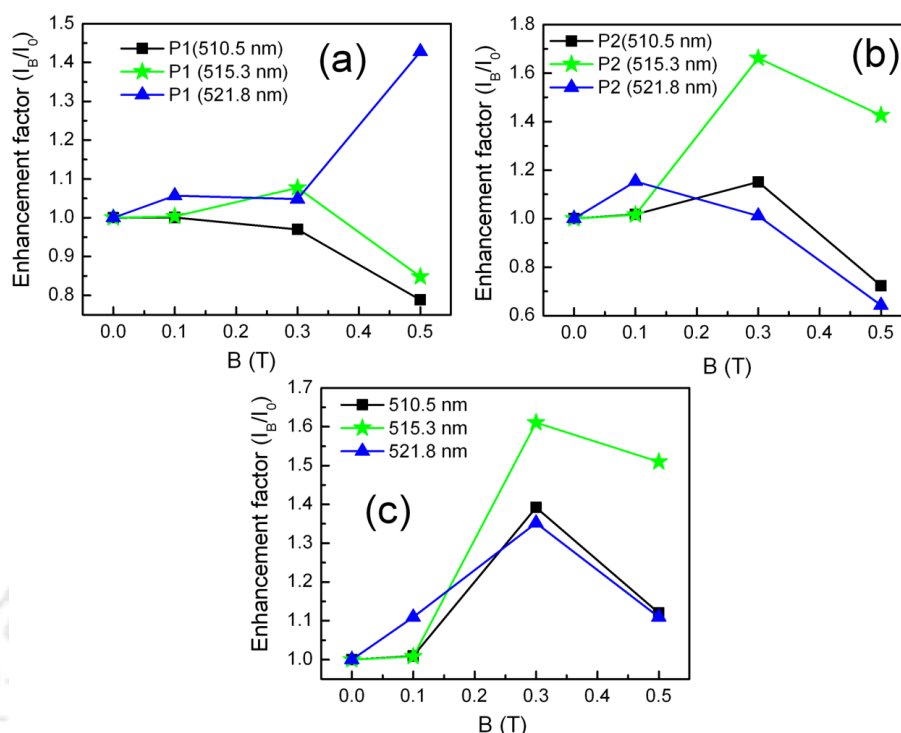 (a)
P1(510.5 nm)
P1 (515.3 nm)
P1 (521.8 nm)
Enhancement factor (I_B/I_0)
1.5
1.4
1.3
1.2
1.1
1.0
0.9
0.8
0.0 0.1 0.2 0.3 0.4 0.5
B (T)
(b)
P2(510.5 nm)
P2 (515.3 nm)
P2 (521.8 nm)
Enhancement factor (I_B/I_0)
1.8
1.6
1.4
1.2
1.0
0.8
0.6
0.0 0.1 0.2 0.3 0.4 0.5
B (T)
(c)
510.5 nm
515.3 nm
521.8 nm
Enhancement factor (I_B/I_0)
1.7
1.6
1.5
1.4
1.3
1.2
1.1
1.0
0.0 0.1 0.2 0.3 0.4 0.5
B (T)